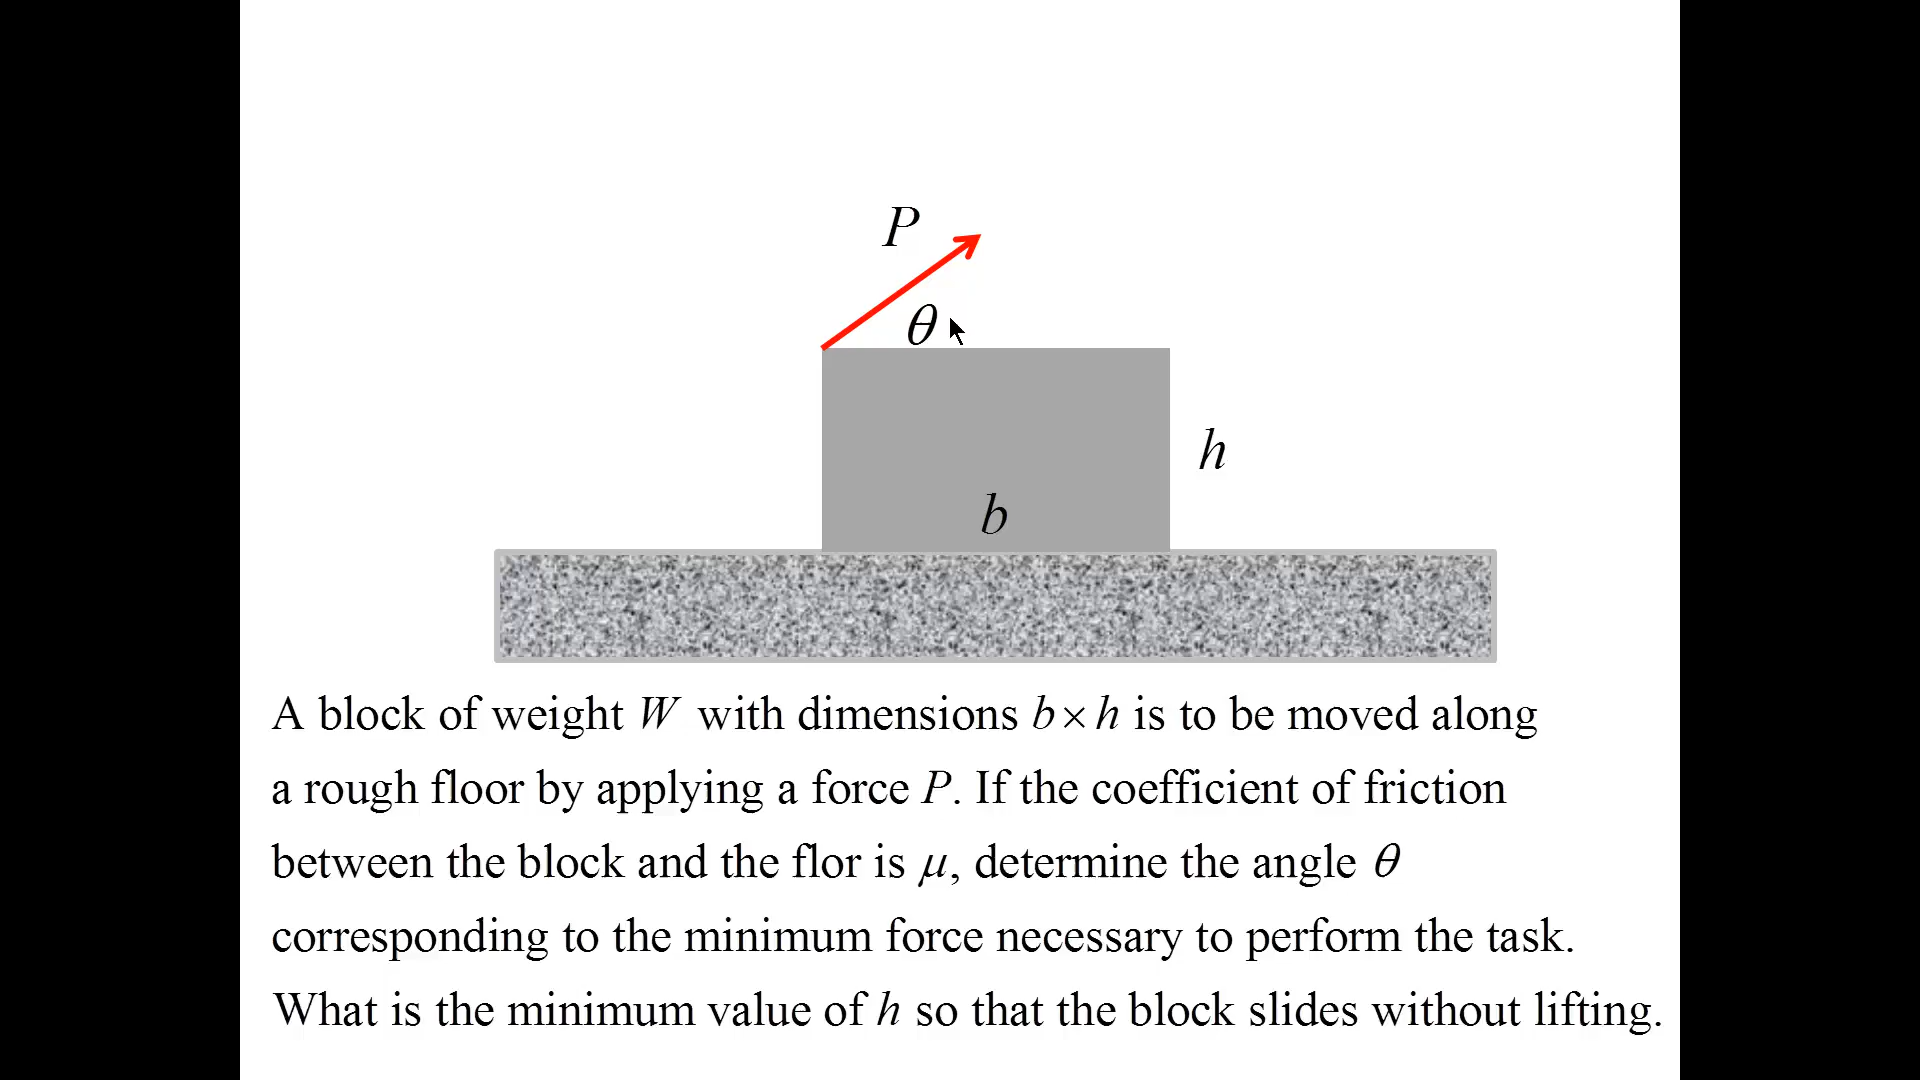 P
θ
h
b
A block of weight W with dimensions b × h is to be moved along
a rough floor by applying a force P. If the coefficient of friction
between the block and the flor is μ, determine the angle θ
corresponding to the minimum force necessary to perform the task.
What is the minimum value of h so that the block slides without lifting.